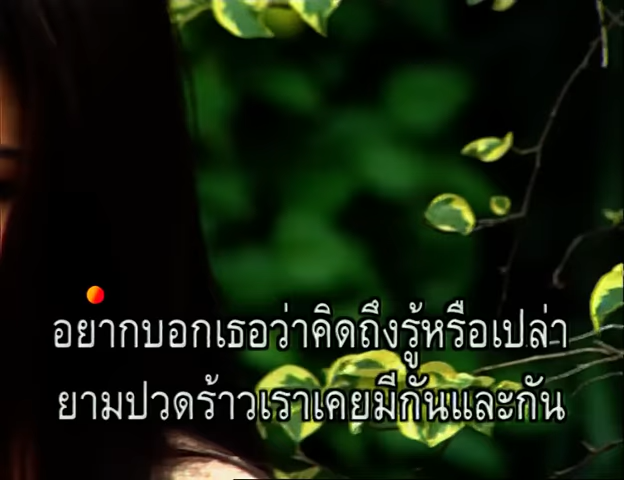 อยากบอกเธอว่าคิดถึงรู้หรือเปล่า
ยามปวดร้าวเราเคยมีกันและกัน